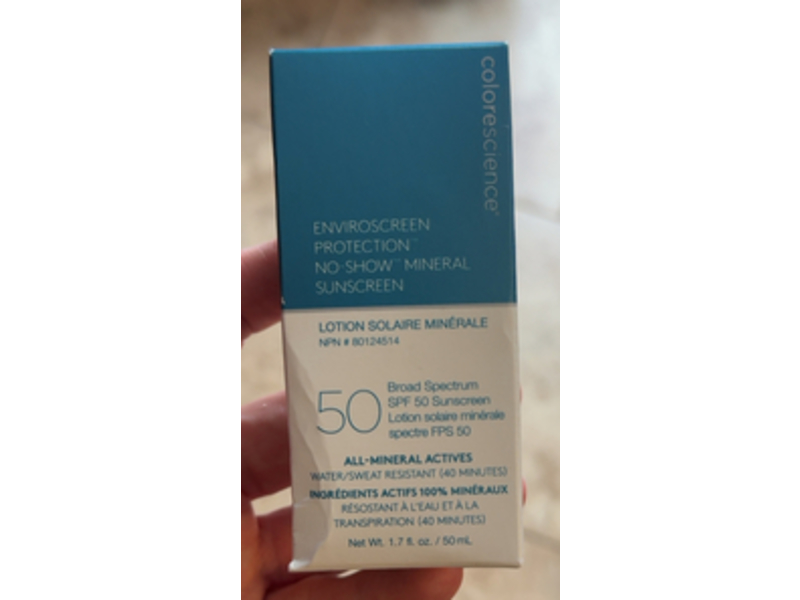 colorescience®
ENVIROSCREEN
PROTECTION™
NO-SHOW™ MINERAL
SUNSCREEN
LOTION SOLAIRE MINÉRALE
NPN # 80124514
50
Broad Spectrum
SPF 50 Sunscreen
Lotion solaire minérale
spectre FPS 50
ALL-MINERAL ACTIVES
WATER/SWEAT RESISTANT (40 MINUTES)
INGRÉDIENTS ACTIFS 100% MINÉRAUX
RÉSOSTANT À L'EAU ET À LA
TRANSPIRATION (40 MINUTES)
Net Wt. 1.7 fl. oz. / 50 mL